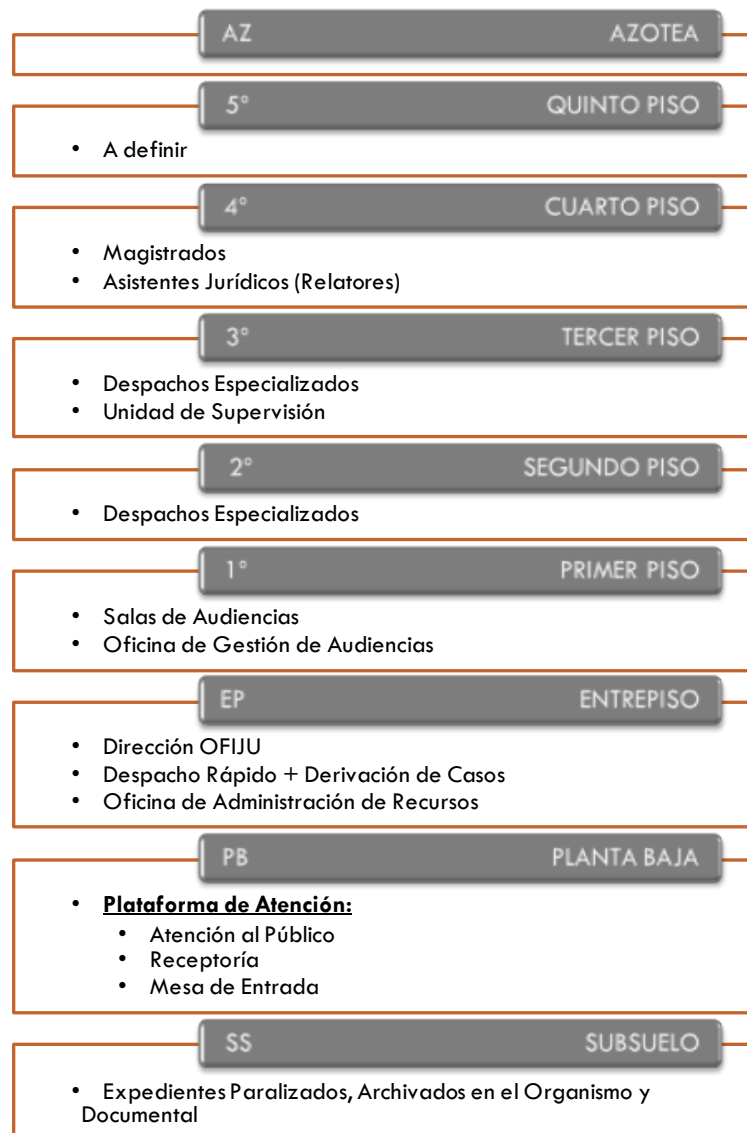 AZ AZOTEA
5° QUINTO PISO
• A definir
4° CUARTO PISO
• Magistrados
• Asistentes Jurídicos (Relatores)
3° TERCER PISO
• Despachos Especializados
• Unidad de Supervisión
2° SEGUNDO PISO
• Despachos Especializados
1° PRIMER PISO
• Salas de Audiencias
• Oficina de Gestión de Audiencias
EP ENTREPISO
• Dirección OFIJU
• Despacho Rápido + Derivación de Casos
• Oficina de Administración de Recursos
PB PLANTA BAJA
• Plataforma de Atención:
• Atención al Público
• Receptoría
• Mesa de Entrada
SS SUBSUELO
• Expedientes Paralizados, Archivados en el Organismo y
Documental